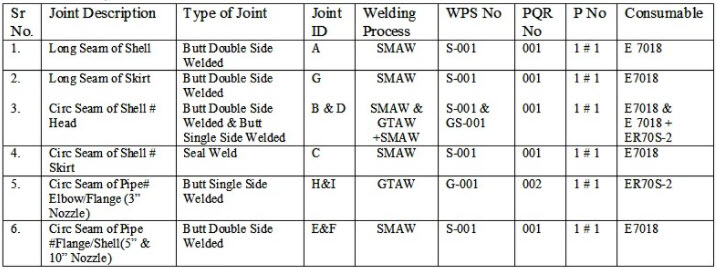 Sr No. | Joint Description | Type of Joint | Joint ID | Welding Process | WPS No | PQR No | P No | Consumable
1. | Long Seam of Shell | Butt Double Side Welded | A | SMAW | S-001 | 001 | 1 # 1 | E 7018
2. | Long Seam of Skirt | Butt Double Side Welded | G | SMAW | S-001 | 001 | 1 # 1 | E7018
3. | Circ Seam of Shell # Head | Butt Double Side Welded & Butt Single Side Welded | B & D | SMAW & GTAW +SMAW | S-001 & GS-001 | 001 | 1 # 1 | E7018 & E 7018 + ER70S-2
4. | Circ Seam of Shell # Skirt | Seal Weld | C | SMAW | S-001 | 001 | 1 # 1 | E7018
5. | Circ Seam of Pipe# Elbow/Flange (3" Nozzle) | Butt Single Side Welded | H&I | GTAW | G-001 | 002 | 1 # 1 | ER70S-2
6. | Circ Seam of Pipe #Flange/Shell(5" & 10" Nozzle) | Butt Double Side Welded | E&F | SMAW | S-001 | 001 | 1 # 1 | E7018